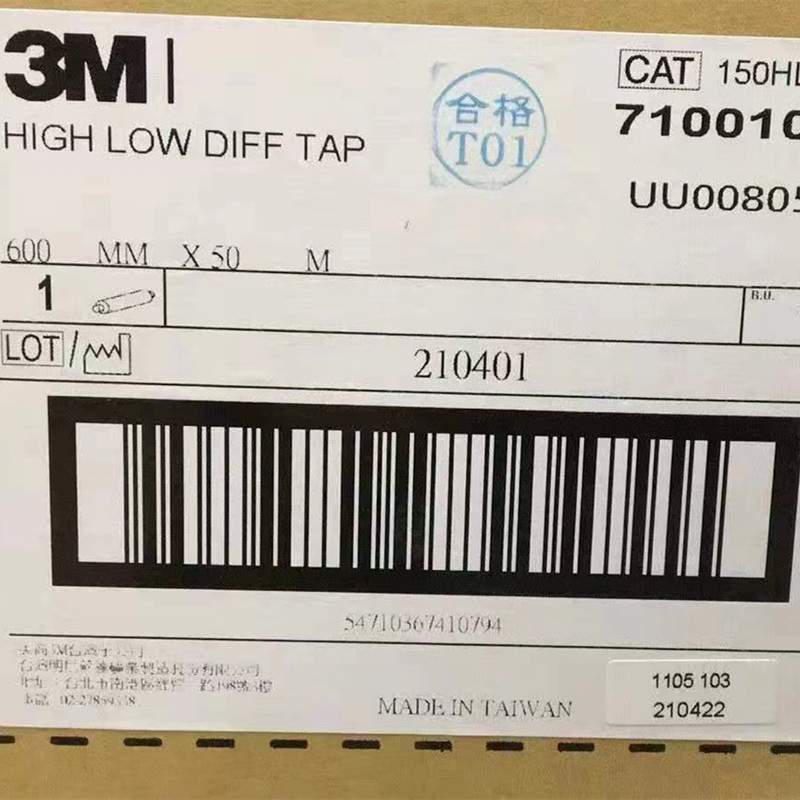 3M
HIGH LOW DIFF TAP
合格
T01
CAT 150HL
710010
UU00805
600 MM X 50 M
1
R.U.
LOT /
210401
54710367410794
MADE IN TAIWAN
1105 103
210422